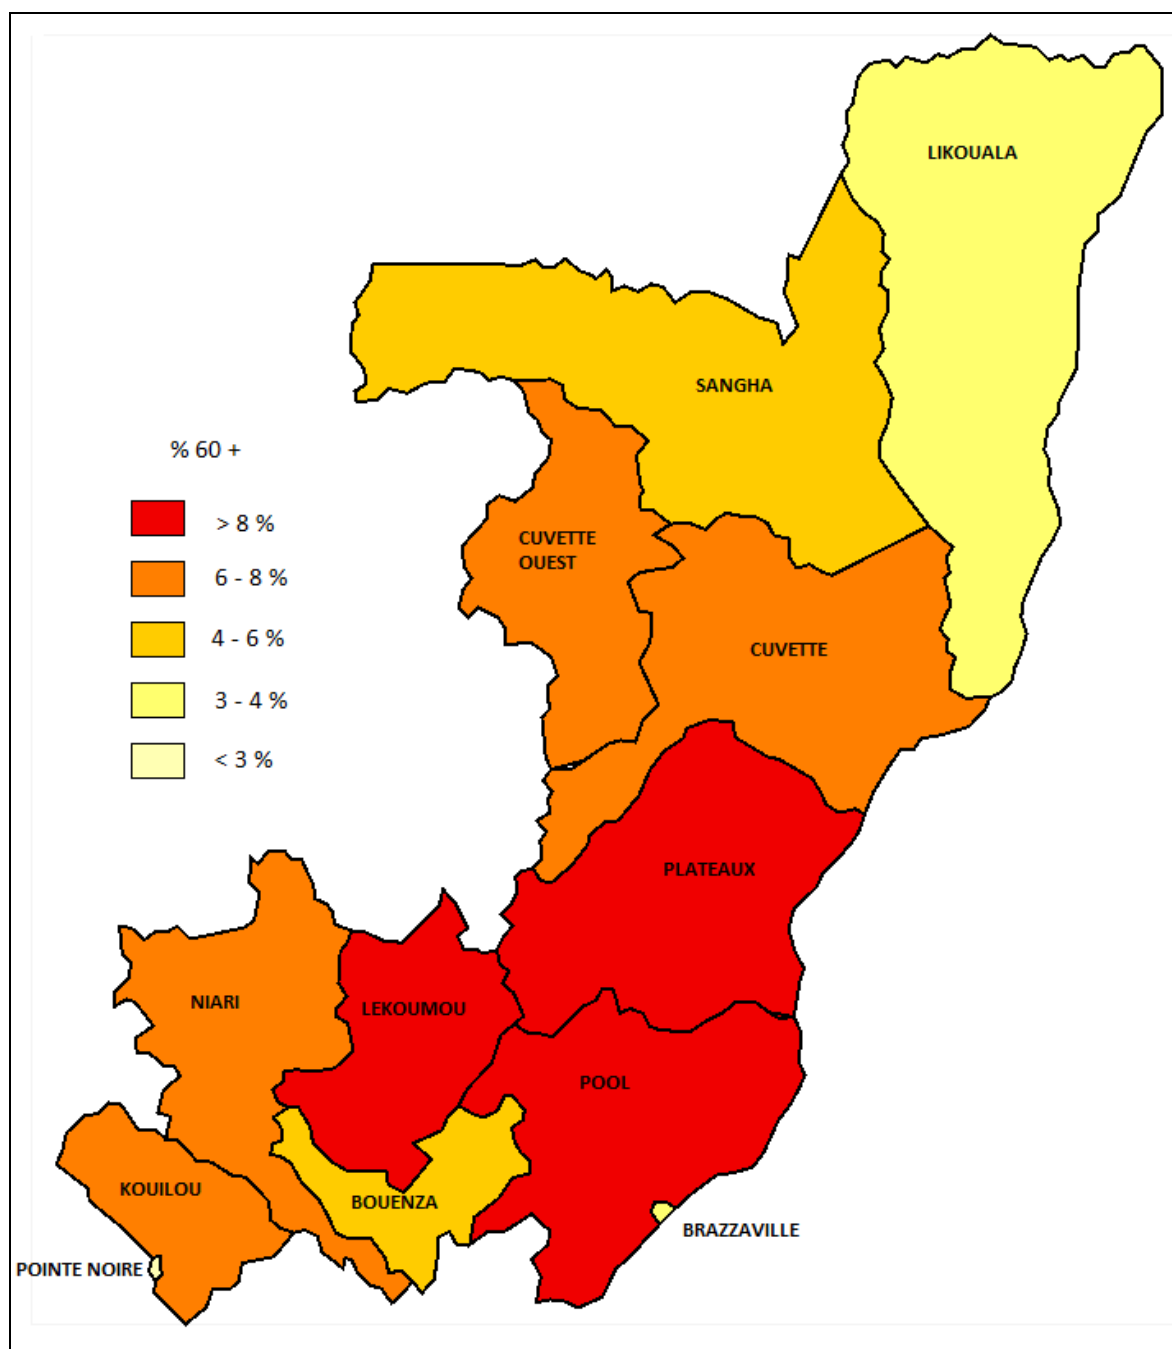 LIKOUALA
SANGHA
% 60 +
> 8 %
6 - 8 %
4 - 6 %
3 - 4 %
< 3 %
CUVETTE
OUEST
CUVETTE
PLATEAUX
NIARI
LEKOUMOU
POOL
KOUILOU
BOUENZA
BRAZZAVILLE
POINTE NOIRE